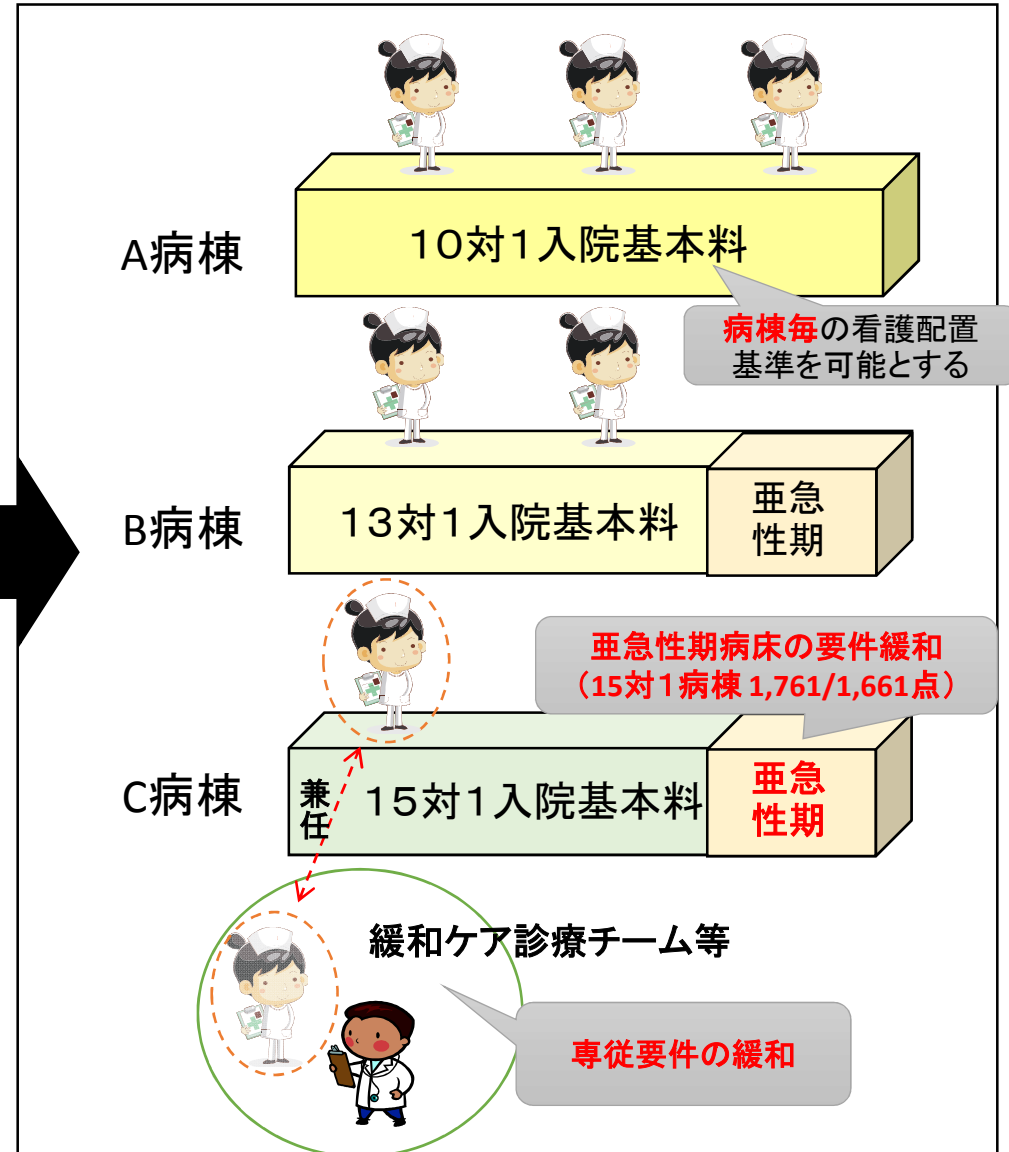 A病棟
10対1入院基本料
病棟毎の看護配置
基準を可能とする
B病棟
13対1入院基本料
亜急
性期
亜急性期病床の要件緩和
（15対1病棟 1,761/1,661点）
C病棟
兼
任
15対1入院基本料
亜急
性期
緩和ケア診療チーム等
専従要件の緩和